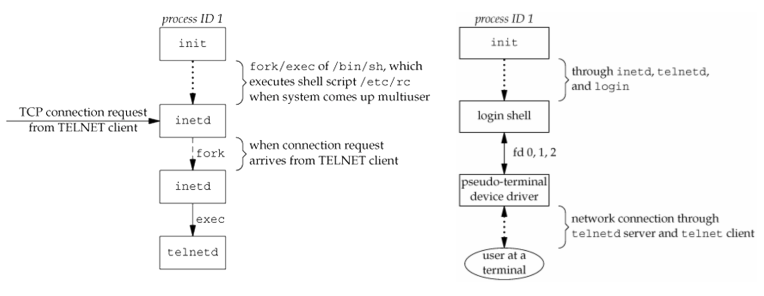 process ID 1
init
fork/exec of /bin/sh, which
executes shell script /etc/rc
when system comes up multiuser
TCP connection request
from TELNET client
inetd
fork
when connection request
arrives from TELNET client
inetd
exec
telnetd
process ID 1
init
through inetd, telnetd,
and login
login shell
fd 0, 1, 2
pseudo-terminal
device driver
network connection through
telnetd server and telnet client
user at a
terminal